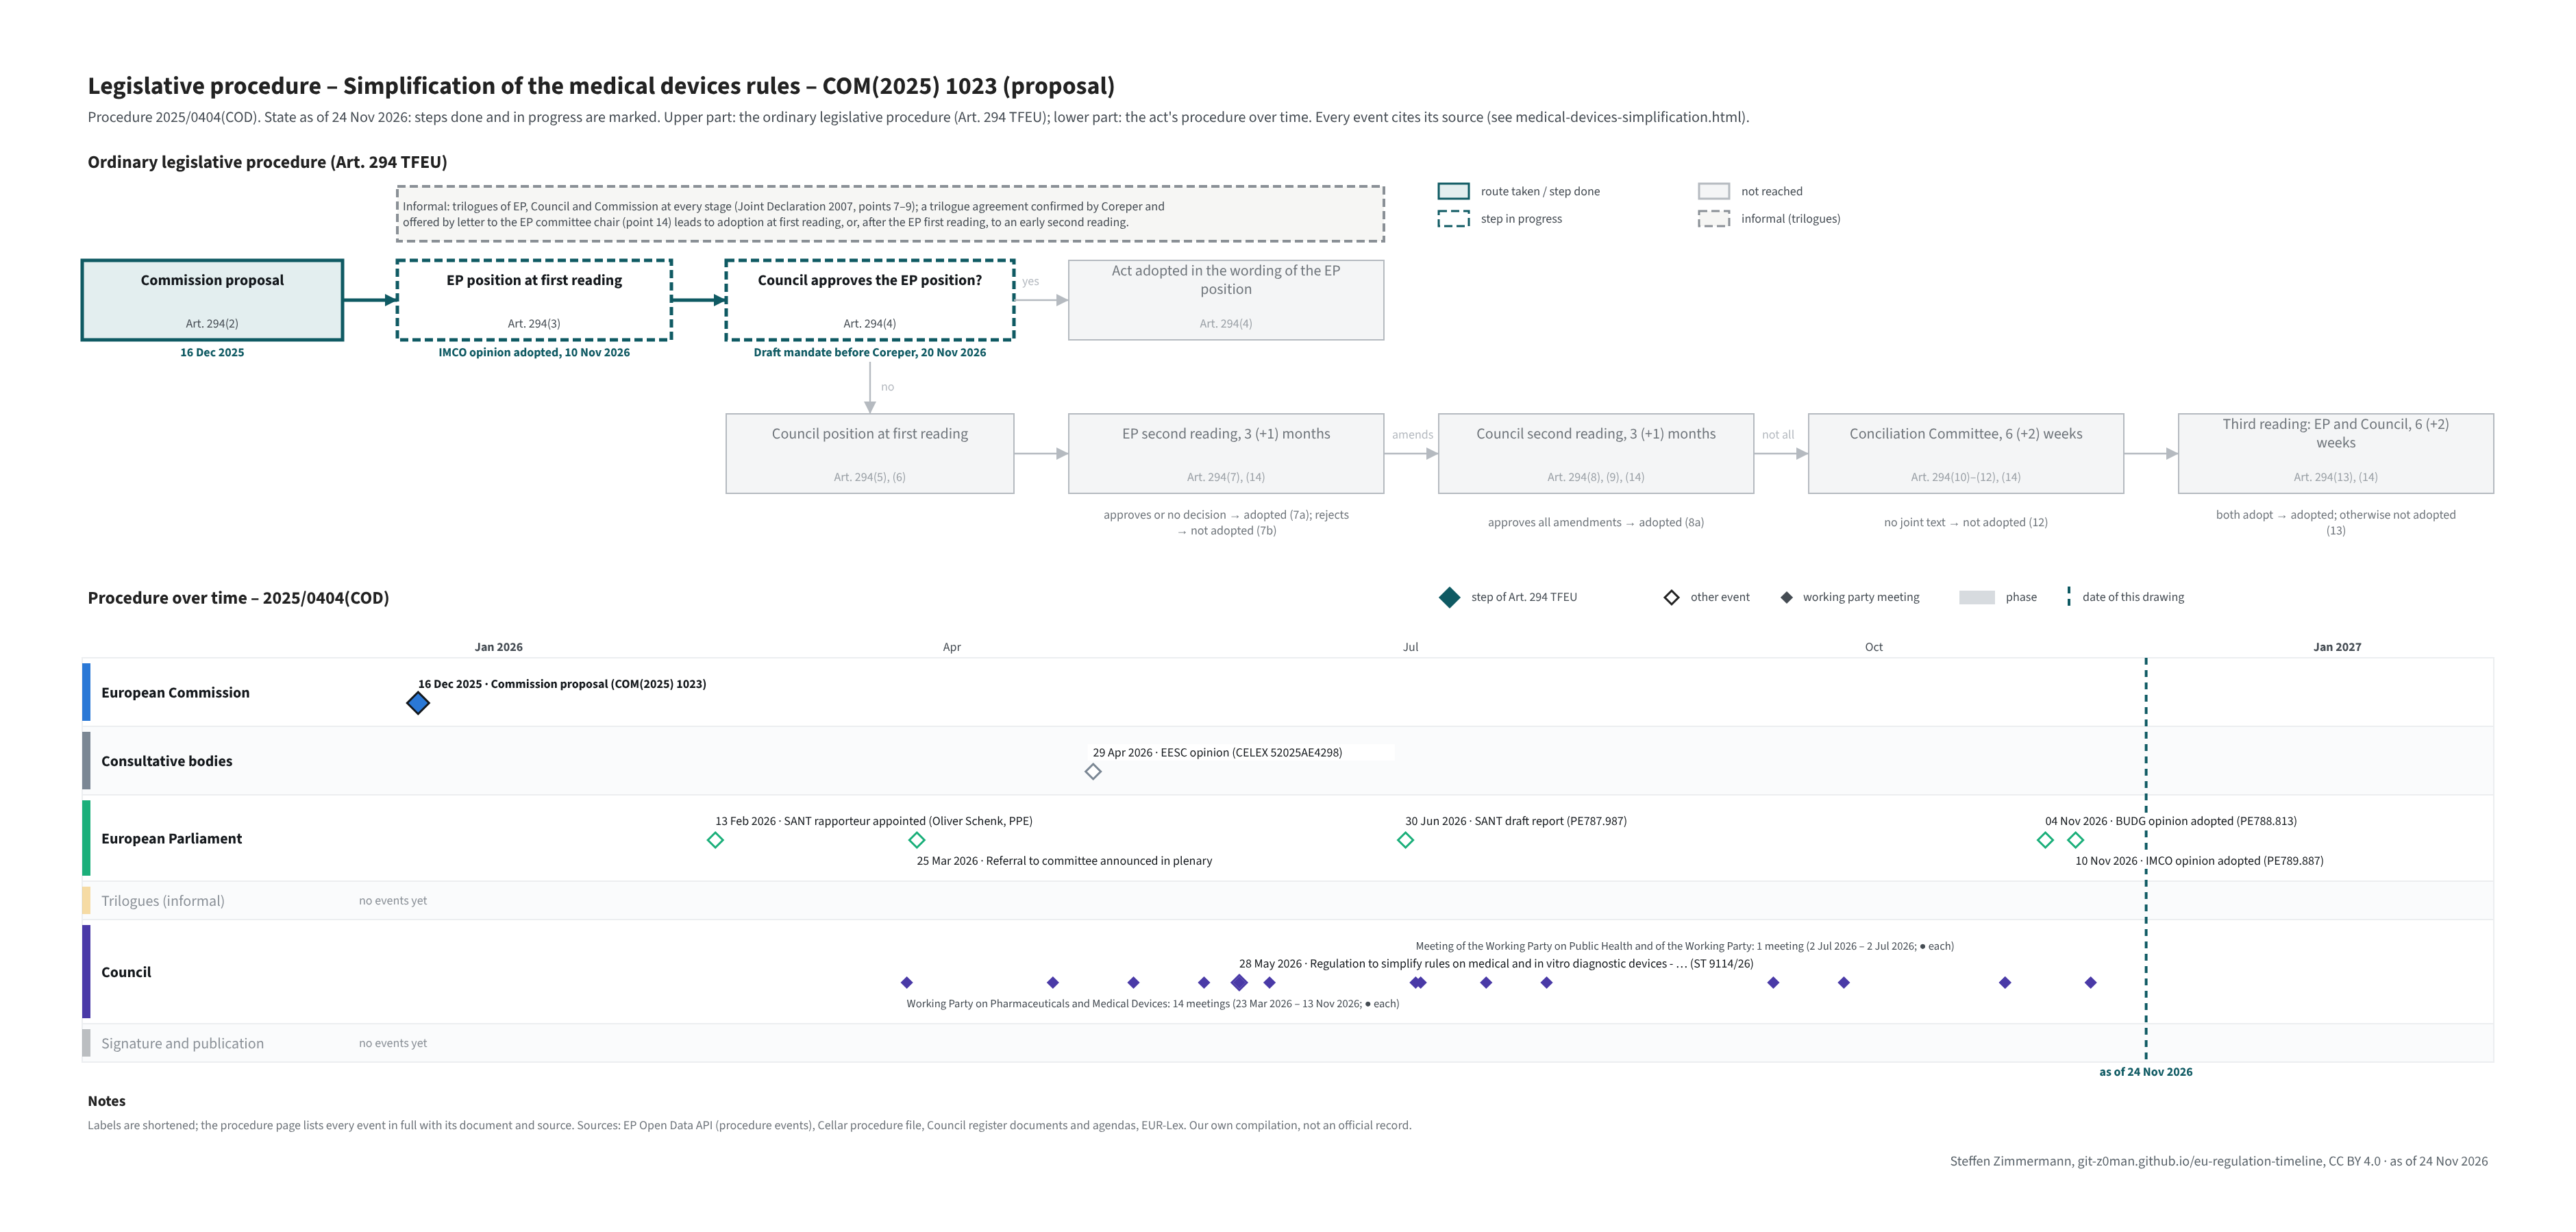 Legislative procedure – Simplification of the medical devices rules – COM(2025) 1023 (proposal)
Procedure 2025/0404(COD). State as of 24 Nov 2026: steps done and in progress are marked. Upper part: the ordinary legislative procedure (Art. 294 TFEU); lower part: the act's procedure over time. Every event cites its source (see medical-devices-simplification.html).
Ordinary legislative procedure (Art. 294 TFEU)
Informal: trilogues of EP, Council and Commission at every stage (Joint Declaration 2007, points 7–9); a trilogue agreement confirmed by Coreper and
offered by letter to the EP committee chair (point 14) leads to adoption at first reading, or, after the EP first reading, to an early second reading.
route taken / step done
not reached
step in progress
informal (trilogues)
Commission proposal
Art. 294(2)
16 Dec 2025
EP position at first reading
Art. 294(3)
IMCO opinion adopted, 10 Nov 2026
Council approves the EP position?
Art. 294(4)
Draft mandate before Coreper, 20 Nov 2026
yes
Act adopted in the wording of the EP
position
Art. 294(4)
no
Council position at first reading
Art. 294(5), (6)
EP second reading, 3 (+1) months
Art. 294(7), (14)
approves or no decision → adopted (7a); rejects
→ not adopted (7b)
amends
Council second reading, 3 (+1) months
Art. 294(8), (9), (14)
approves all amendments → adopted (8a)
not all
Conciliation Committee, 6 (+2) weeks
Art. 294(10)–(12), (14)
no joint text → not adopted (12)
Third reading: EP and Council, 6 (+2)
weeks
Art. 294(13), (14)
both adopt → adopted; otherwise not adopted
(13)
Procedure over time – 2025/0404(COD)
step of Art. 294 TFEU
other event
working party meeting
phase
date of this drawing
Jan 2026
Apr
Jul
Oct
Jan 2027
European Commission
16 Dec 2025 · Commission proposal (COM(2025) 1023)
Consultative bodies
29 Apr 2026 · EESC opinion (CELEX 52025AE4298)
European Parliament
13 Feb 2026 · SANT rapporteur appointed (Oliver Schenk, PPE)
30 Jun 2026 · SANT draft report (PE787.987)
04 Nov 2026 · BUDG opinion adopted (PE788.813)
25 Mar 2026 · Referral to committee announced in plenary
10 Nov 2026 · IMCO opinion adopted (PE789.887)
Trilogues (informal)
no events yet
Council
Meeting of the Working Party on Public Health and of the Working Party: 1 meeting (2 Jul 2026 – 2 Jul 2026; ● each)
28 May 2026 · Regulation to simplify rules on medical and in vitro diagnostic devices - … (ST 9114/26)
Working Party on Pharmaceuticals and Medical Devices: 14 meetings (23 Mar 2026 – 13 Nov 2026; ● each)
Signature and publication
no events yet
as of 24 Nov 2026
Notes
Labels are shortened; the procedure page lists every event in full with its document and source. Sources: EP Open Data API (procedure events), Cellar procedure file, Council register documents and agendas, EUR-Lex. Our own compilation, not an official record.
Steffen Zimmermann, git-z0man.github.io/eu-regulation-timeline, CC BY 4.0 · as of 24 Nov 2026